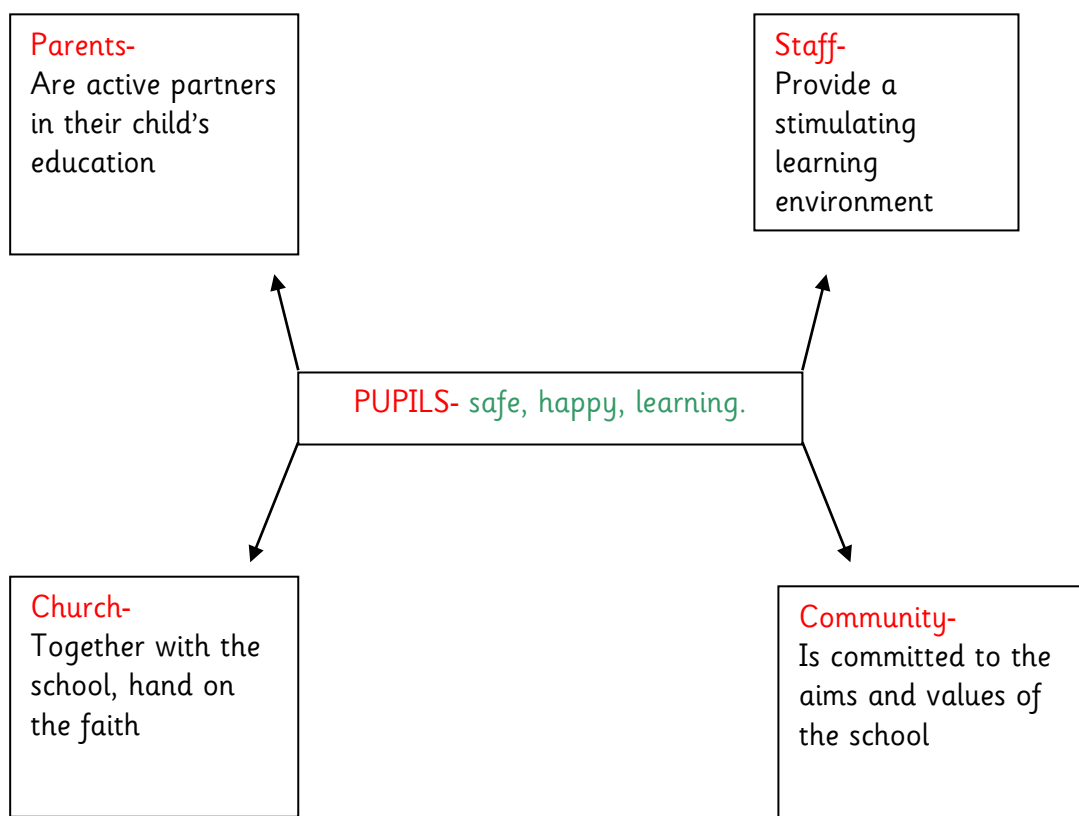 Parents-
Are active partners
in their child's
education
Staff-
Provide a
stimulating
learning
environment
PUPILS- safe, happy, learning.
Church-
Together with the
school, hand on
the faith
Community-
Is committed to the
aims and values of
the school